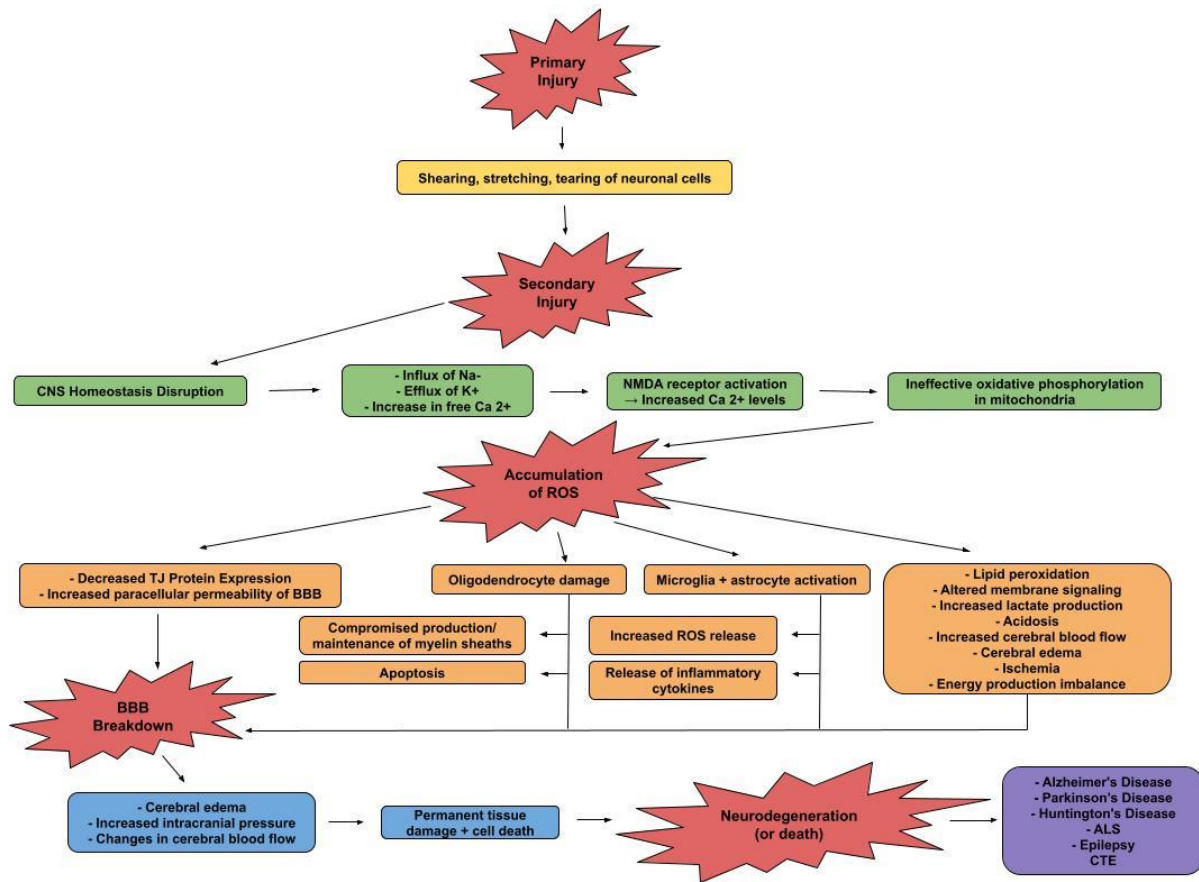 Primary
Injury
Shearing, stretching, tearing of neuronal cells
Secondary
Injury
CNS Homeostasis Disruption
- Influx of Na-
- Efflux of K+
- Increase in free Ca 2+
NMDA receptor activation
→ Increased Ca 2+ levels
Ineffective oxidative phosphorylation
in mitochondria
Accumulation
of ROS
- Decreased TJ Protein Expression
- Increased paracellular permeability of BBB
Oligodendrocyte damage
Microglia + astrocyte activation
- Lipid peroxidation
- Altered membrane signaling
- Increased lactate production
- Acidosis
- Increased cerebral blood flow
- Cerebral edema
- Ischemia
- Energy production imbalance
Compromised production/
maintenance of myelin sheaths
Increased ROS release
Apoptosis
Release of inflammatory
cytokines
BBB
Breakdown
- Cerebral edema
- Increased intracranial pressure
- Changes in cerebral blood flow
Permanent tissue
damage + cell death
Neurodegeneration
(or death)
- Alzheimer's Disease
- Parkinson's Disease
- Huntington's Disease
- ALS
- Epilepsy
CTE